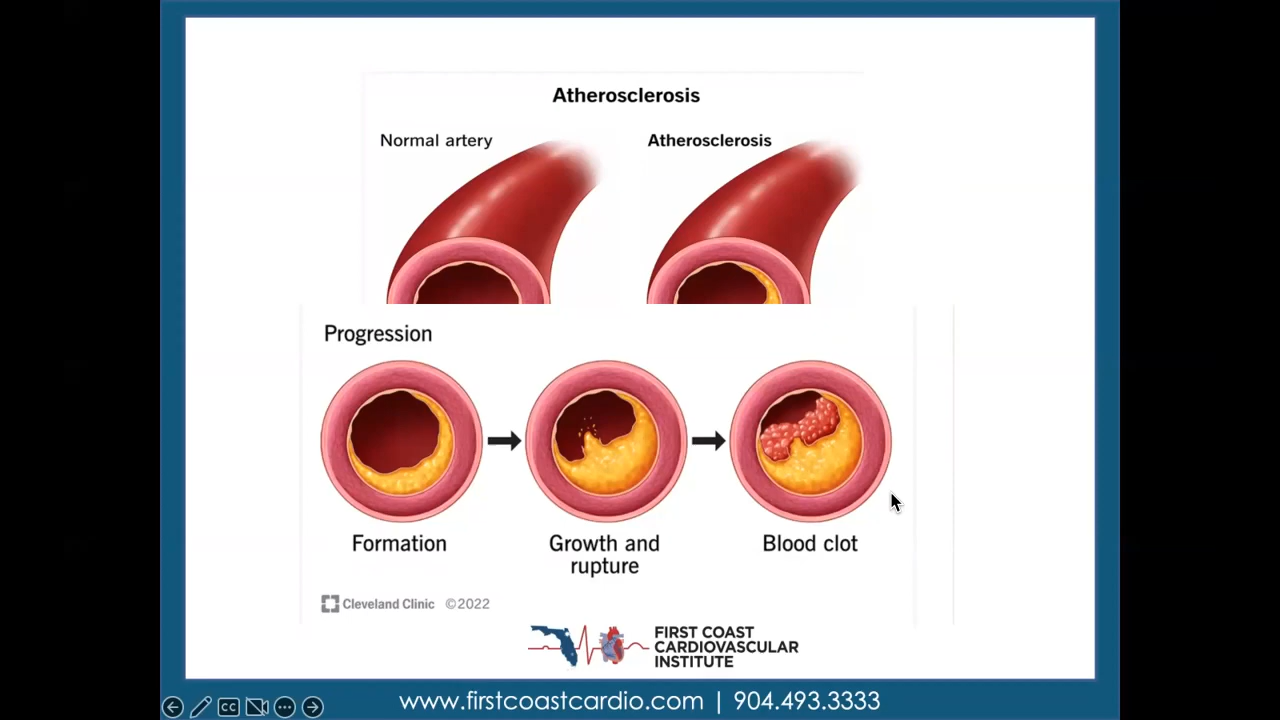 Atherosclerosis
Normal artery
Atherosclerosis
Progression
Formation
Growth and
rupture
Blood clot
Cleveland Clinic ©2022
FIRST COAST
CARDIOVASCULAR
INSTITUTE
www.firstcoastcardio.com | 904.493.3333
CC